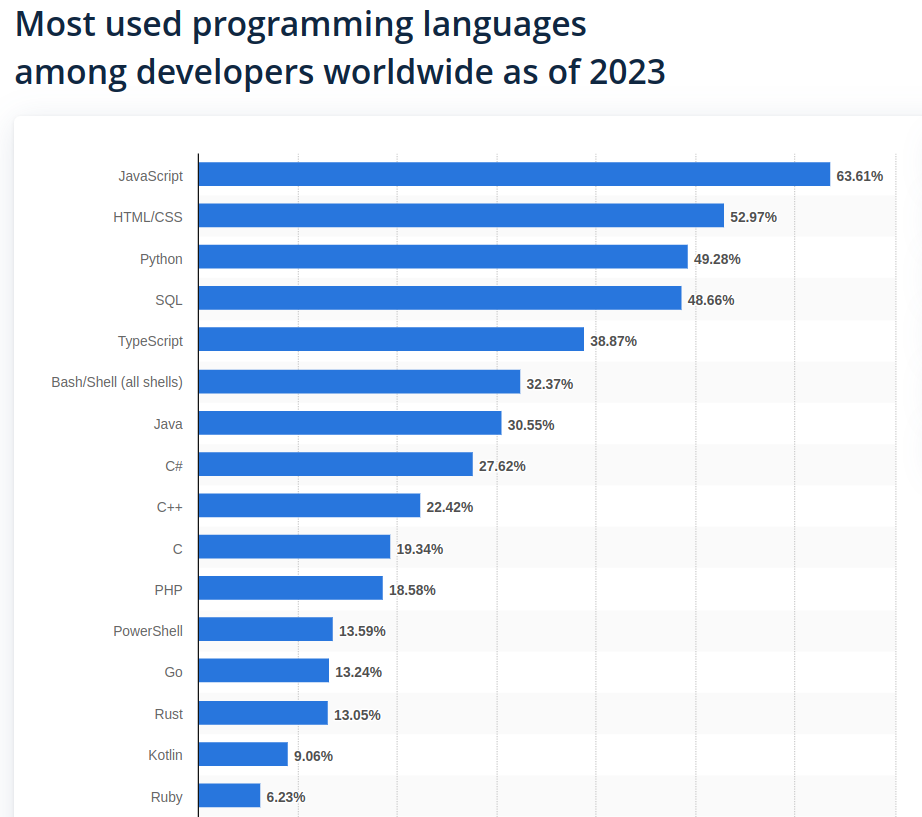 Most used programming languages
among developers worldwide as of 2023
JavaScript 63.61%
HTML/CSS 52.97%
Python 49.28%
SQL 48.66%
TypeScript 38.87%
Bash/Shell (all shells) 32.37%
Java 30.55%
C# 27.62%
C++ 22.42%
C 19.34%
PHP 18.58%
PowerShell 13.59%
Go 13.24%
Rust 13.05%
Kotlin 9.06%
Ruby 6.23%